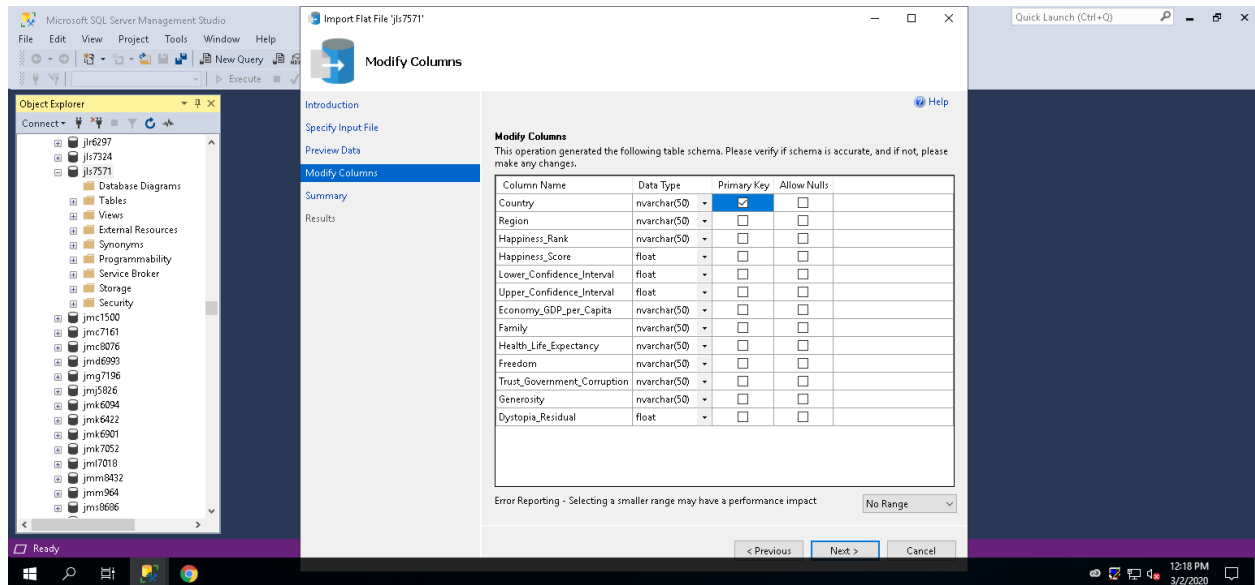 Microsoft SQL Server Management Studio
Quick Launch (Ctrl+Q)
File Edit View Project Tools Window Help
New Query
Execute
Object Explorer
Connect
jlr6297
jls7324
jls7571
Database Diagrams
Tables
Views
External Resources
Synonyms
Programmability
Service Broker
Storage
Security
jmc1500
jmc7161
jmc8076
jmd6993
jmg7196
jmj5826
jmk6094
jmk6422
jmk6901
jmk7052
jml7018
jmm8432
jmm964
jms8686
Import Flat File 'jls7571'
Modify Columns
Introduction
Specify Input File
Preview Data
Modify Columns
Summary
Results
Help
Modify Columns
This operation generated the following table schema. Please verify if schema is accurate, and if not, please
make any changes.
Column Name Data Type Primary Key Allow Nulls
Country nvarchar(50)
Region nvarchar(50)
Happiness_Rank nvarchar(50)
Happiness_Score float
Lower_Confidence_Interval float
Upper_Confidence_Interval float
Economy_GDP_per_Capita nvarchar(50)
Family nvarchar(50)
Health_Life_Expectancy nvarchar(50)
Freedom nvarchar(50)
Trust_Government_Corruption nvarchar(50)
Generosity nvarchar(50)
Dystopia_Residual float
Error Reporting - Selecting a smaller range may have a performance impact No Range
< Previous Next > Cancel
Ready
12:18 PM
3/2/2020